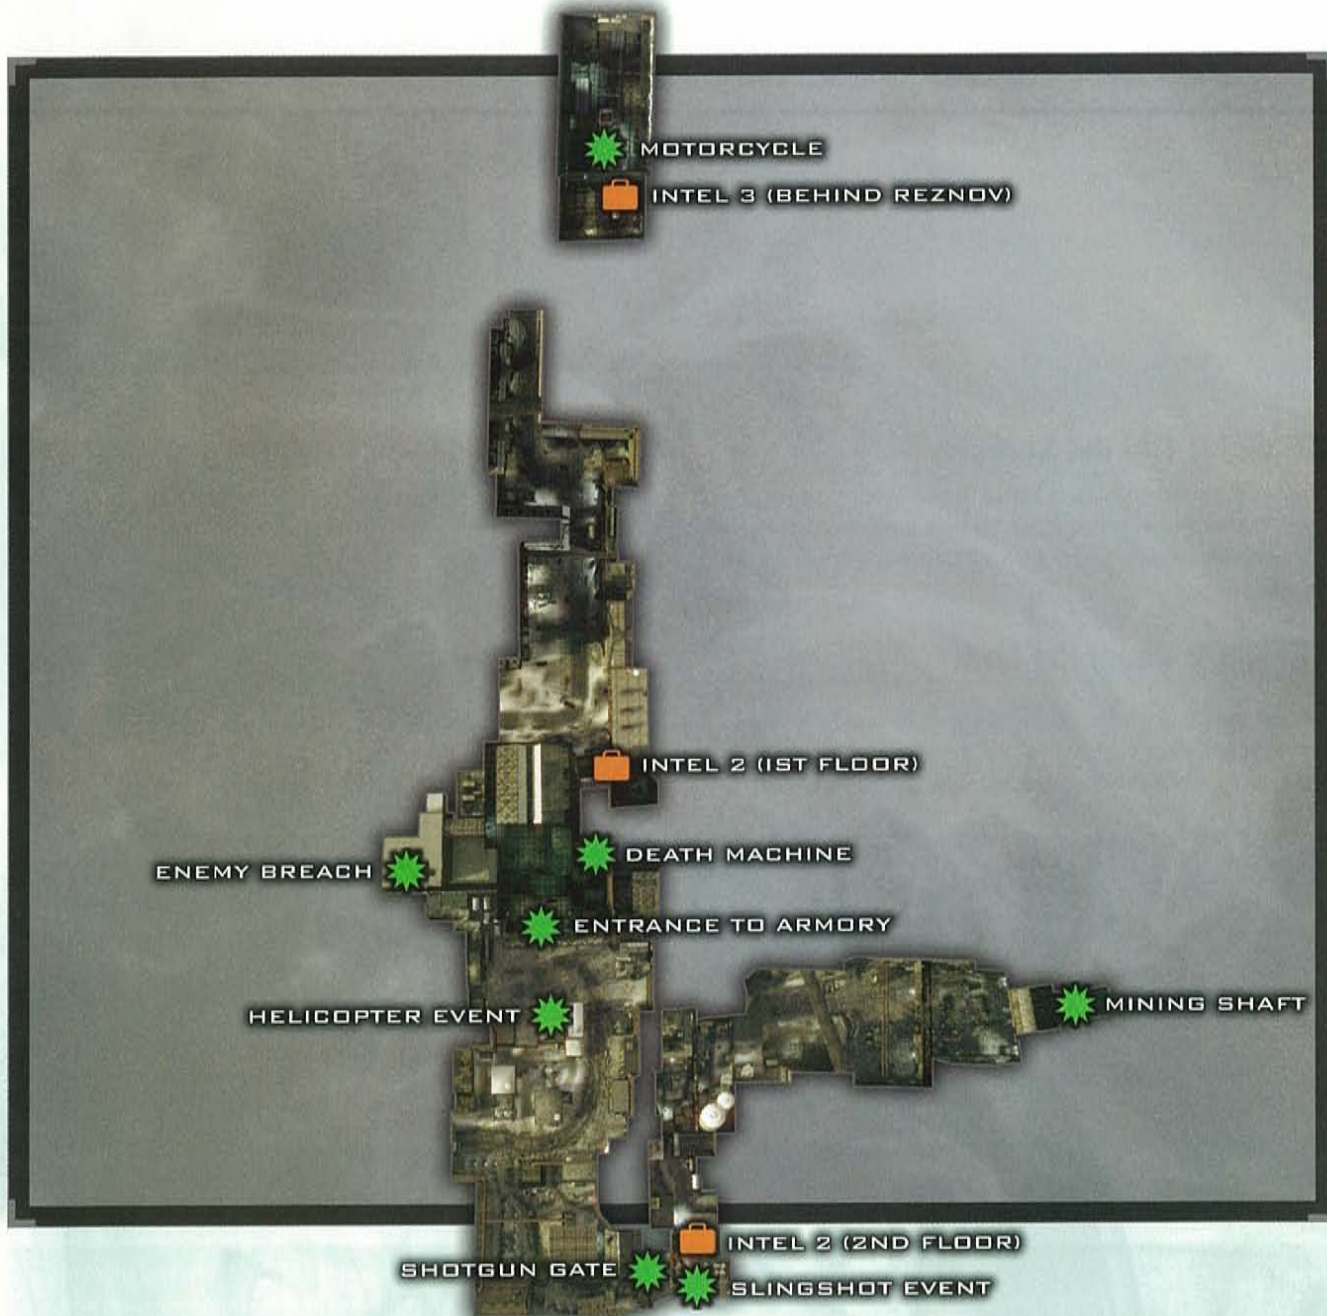 MOTORCYCLE
INTEL 3 (BEHIND REZNOV)
INTEL 2 (1ST FLOOR)
DEATH MACHINE
ENEMY BREACH
ENTRANCE TO ARMORY
MINING SHAFT
HELICOPTER EVENT
INTEL 2 (2ND FLOOR)
SHOTGUN GATE
SLINGSHOT EVENT